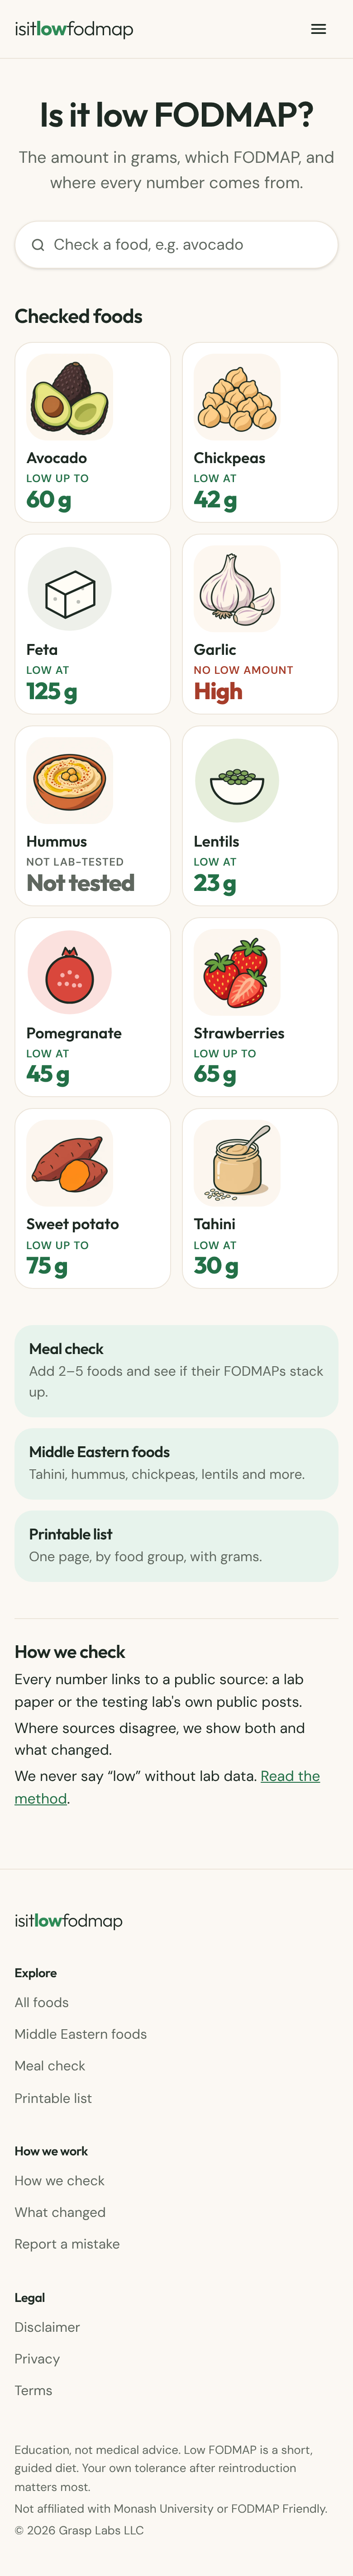 isitlowfodmap
Is it low FODMAP?
The amount in grams, which FODMAP, and
where every number comes from.
Check a food, e.g. avocado
Checked foods
Avocado
LOW UP TO
60 g
Chickpeas
LOW AT
42 g
Feta
LOW AT
125 g
Garlic
NO LOW AMOUNT
High
Hummus
NOT LAB-TESTED
Not tested
Lentils
LOW AT
23 g
Pomegranate
LOW AT
45 g
Strawberries
LOW UP TO
65 g
Sweet potato
LOW UP TO
75 g
Tahini
LOW AT
30 g
Meal check
Add 2–5 foods and see if their FODMAPs stack
up.
Middle Eastern foods
Tahini, hummus, chickpeas, lentils and more.
Printable list
One page, by food group, with grams.
How we check
Every number links to a public source: a lab
paper or the testing lab's own public posts.
Where sources disagree, we show both and
what changed.
We never say “low” without lab data. Read the
method.
isitlowfodmap
Explore
All foods
Middle Eastern foods
Meal check
Printable list
How we work
How we check
What changed
Report a mistake
Legal
Disclaimer
Privacy
Terms
Education, not medical advice. Low FODMAP is a short,
guided diet. Your own tolerance after reintroduction
matters most.
Not affiliated with Monash University or FODMAP Friendly.
© 2026 Grasp Labs LLC